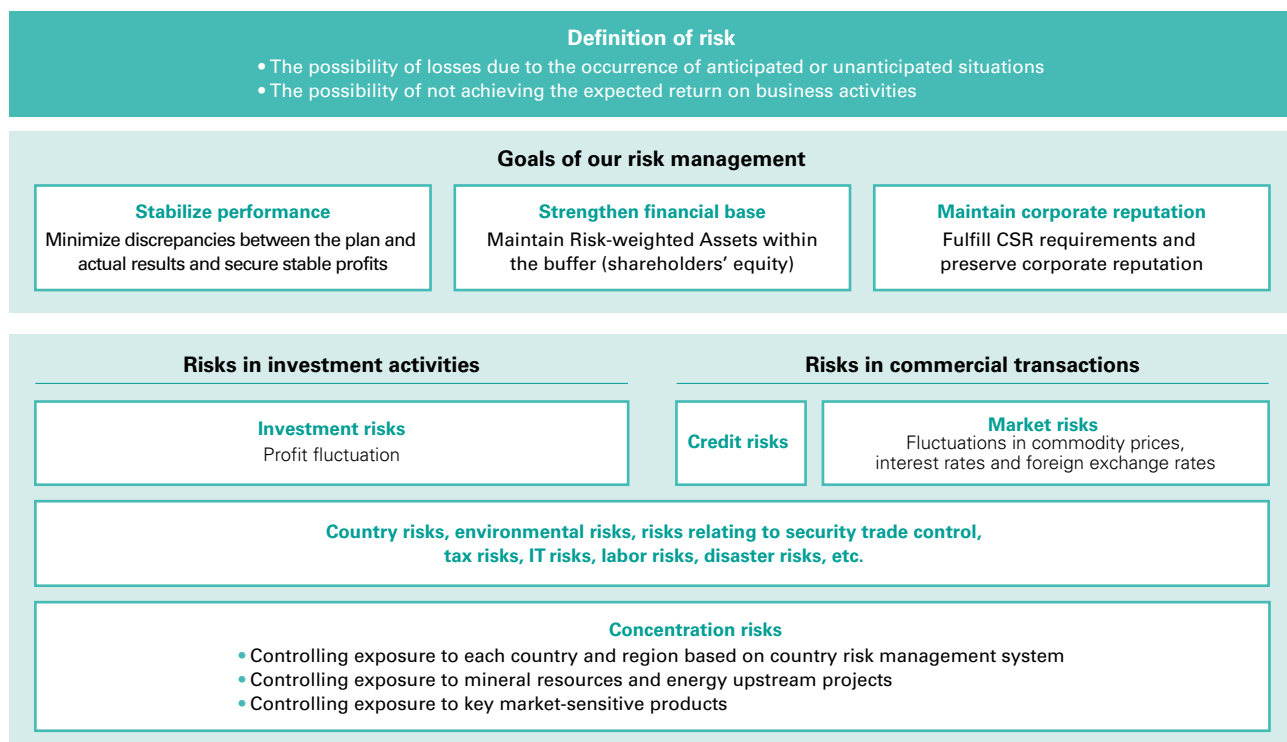 Definition of risk
• The possibility of losses due to the occurrence of anticipated or unanticipated situations
• The possibility of not achieving the expected return on business activities
Goals of our risk management
Stabilize performance
Minimize discrepancies between the plan and
actual results and secure stable profits
Strengthen financial base
Maintain Risk-weighted Assets within
the buffer (shareholders' equity)
Maintain corporate reputation
Fulfill CSR requirements and
preserve corporate reputation
Risks in investment activities
Investment risks
Profit fluctuation
Risks in commercial transactions
Credit risks
Market risks
Fluctuations in commodity prices,
interest rates and foreign exchange rates
Country risks, environmental risks, risks relating to security trade control,
tax risks, IT risks, labor risks, disaster risks, etc.
Concentration risks
• Controlling exposure to each country and region based on country risk management system
• Controlling exposure to mineral resources and energy upstream projects
• Controlling exposure to key market-sensitive products